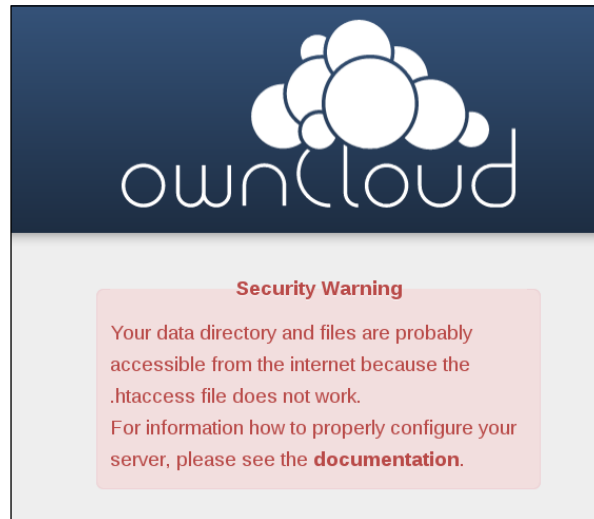 ownCloud
Security Warning
Your data directory and files are probably
accessible from the internet because the
.htaccess file does not work.
For information how to properly configure your
server, please see the documentation.